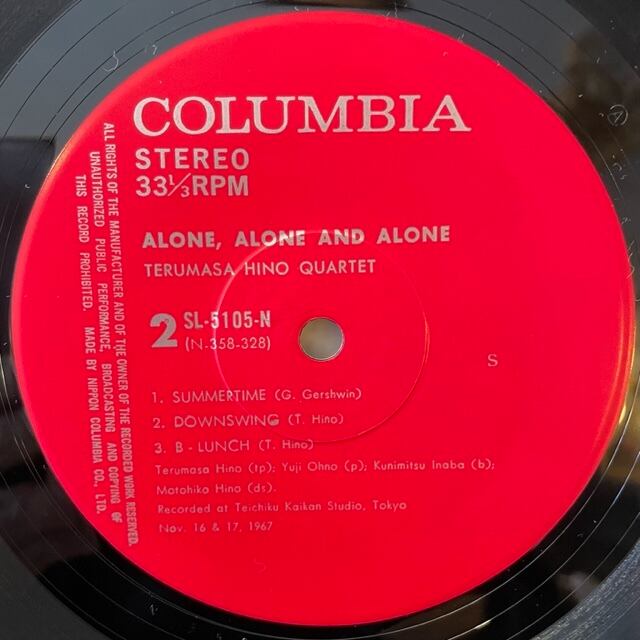 COLUMBIA
STEREO
33⅓RPM
ALONE, ALONE AND ALONE
TERUMASA HINO QUARTET
2 SL-5105-N
(N-358-328)
S
1. SUMMERTIME (G. Gershwin)
2. DOWNSWING (T. Hino)
3. B - LUNCH (T. Hino)
Terumasa Hino (tp); Yuji Ohno (p); Kunimitsu Inaba (b);
Motohiko Hino (ds).
Recorded at Teichiku Kaikan Studio, Tokyo
Nov. 16 & 17, 1967
ALL RIGHTS OF THE MANUFACTURER AND OF THE OWNER OF THE RECORDED WORK RESERVED.
UNAUTHORIZED PUBLIC PERFORMANCE, BROADCASTING AND COPYING OF
THIS RECORD PROHIBITED. MADE BY NIPPON COLUMBIA CO., LTD.
A
S